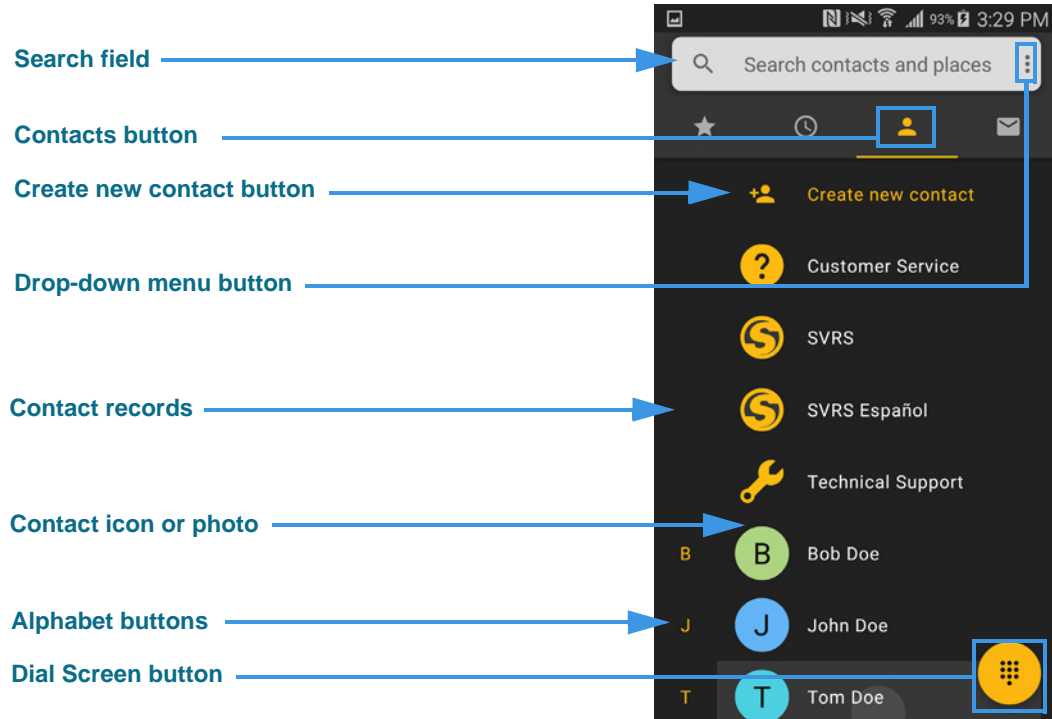 93% 3:29 PM
Search field
Search contacts and places
Contacts button
Create new contact button
Create new contact
Customer Service
Drop-down menu button
SVRS
Contact records
SVRS Español
Technical Support
Contact icon or photo
B B Bob Doe
Alphabet buttons
J J John Doe
Dial Screen button
T T Tom Doe